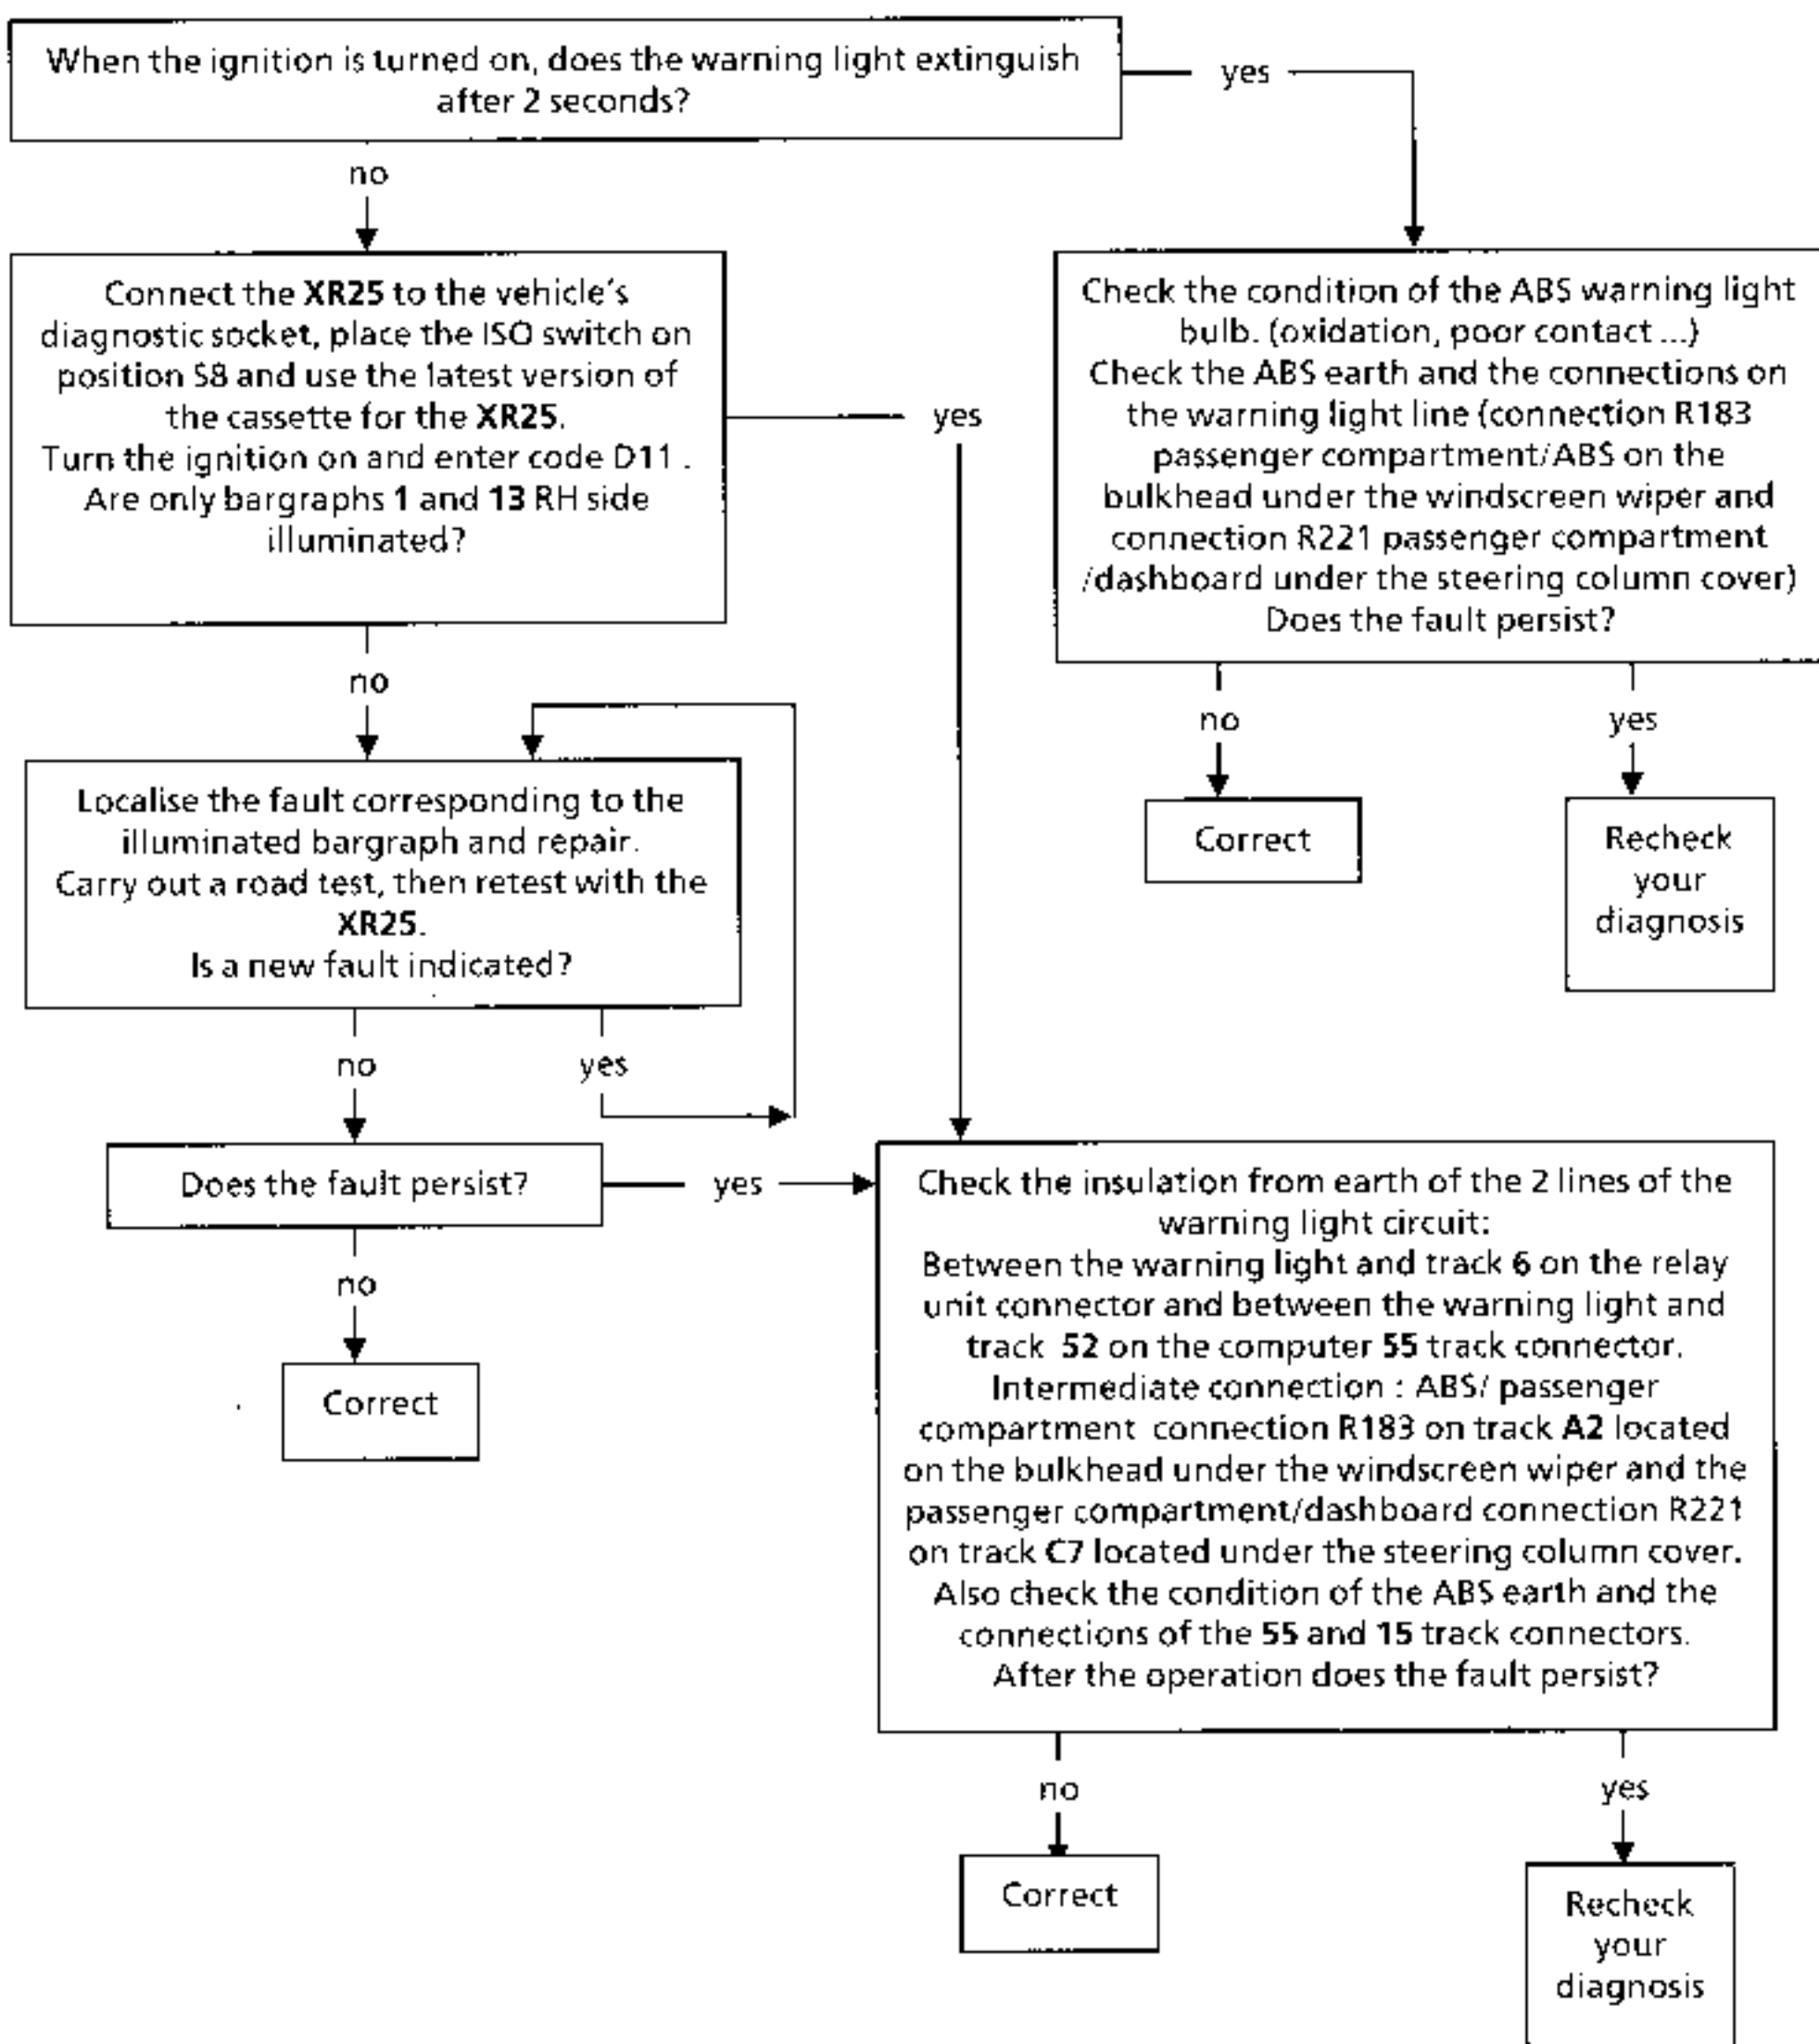 When the ignition is turned on, does the warning light extinguish
after 2 seconds?
yes
no
Connect the XR25 to the vehicle's
diagnostic socket, place the ISO switch on
position S8 and use the latest version of
the cassette for the XR25.
Turn the ignition on and enter code D11 .
Are only bargraphs 1 and 13 RH side
illuminated?
yes
Check the condition of the ABS warning light
bulb. (oxidation, poor contact ...)
Check the ABS earth and the connections on
the warning light line (connection R183
passenger compartment/ABS on the
bulkhead under the windscreen wiper and
connection R221 passenger compartment
/dashboard under the steering column cover)
Does the fault persist?
no
no
yes
Localise the fault corresponding to the
illuminated bargraph and repair.
Carry out a road test, then retest with the
XR25.
Is a new fault indicated?
Correct
Recheck
your
diagnosis
no
yes
Does the fault persist?
yes
Check the insulation from earth of the 2 lines of the
warning light circuit:
Between the warning light and track 6 on the relay
unit connector and between the warning light and
track 52 on the computer 55 track connector.
Intermediate connection : ABS/ passenger
compartment connection R183 on track A2 located
on the bulkhead under the windscreen wiper and the
passenger compartment/dashboard connection R221
on track C7 located under the steering column cover.
Also check the condition of the ABS earth and the
connections of the 55 and 15 track connectors.
After the operation does the fault persist?
no
Correct
no
yes
Correct
Recheck
your
diagnosis